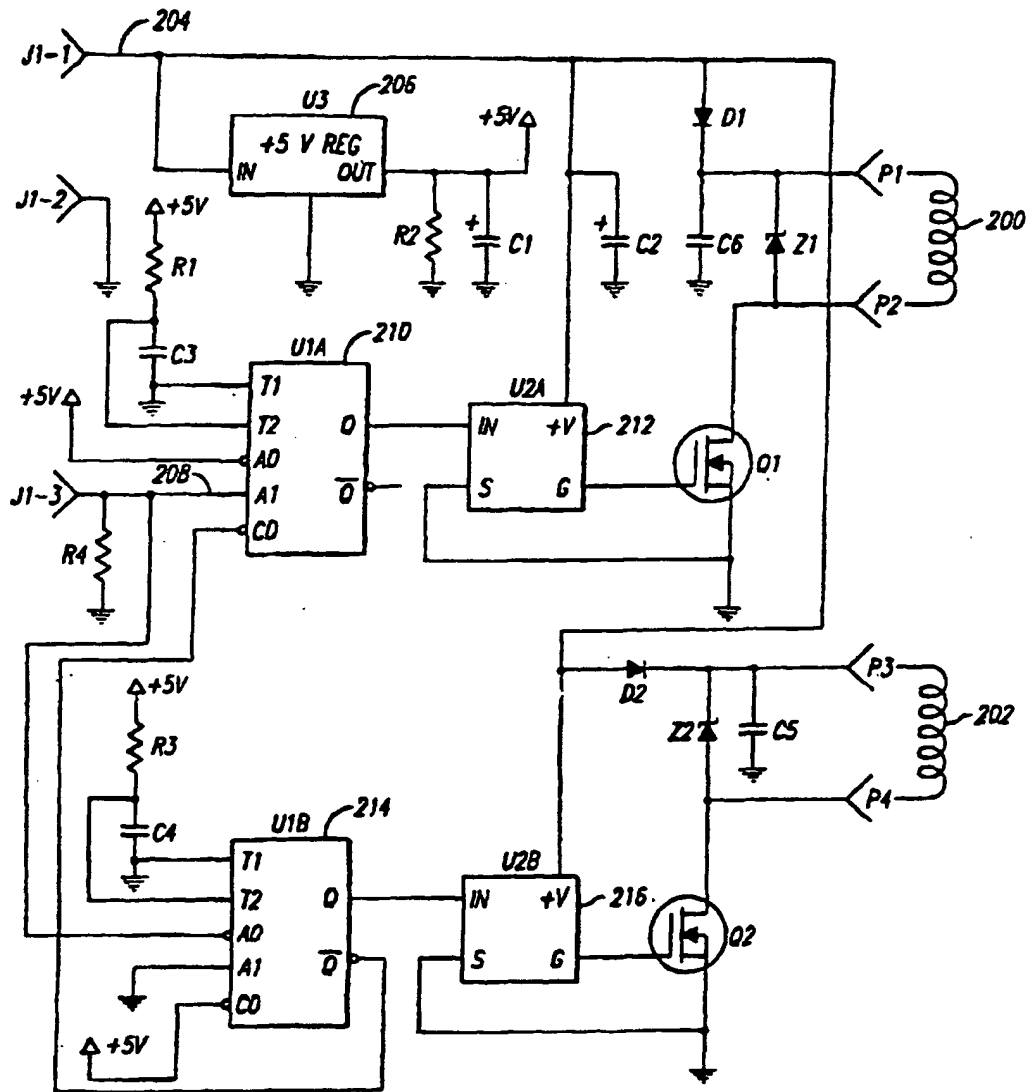 204
J1-1
U3
206
+5 V REG
IN
OUT
+5V
D1
P1
J1-2
+5V
R1
R2
C1
C2
C6
Z1
200
P2
C3
U1A
210
+5V
T1
T2
Q
A0
J1-3
208
A1
Q
CD
R4
U2A
IN
+V
212
S
G
Q1
+5V
R3
C4
D2
P3
Z2
C5
202
P4
U1B
214
T1
T2
Q
A0
Q
A1
CD
+5V
U2B
IN
+V
216
S
G
Q2